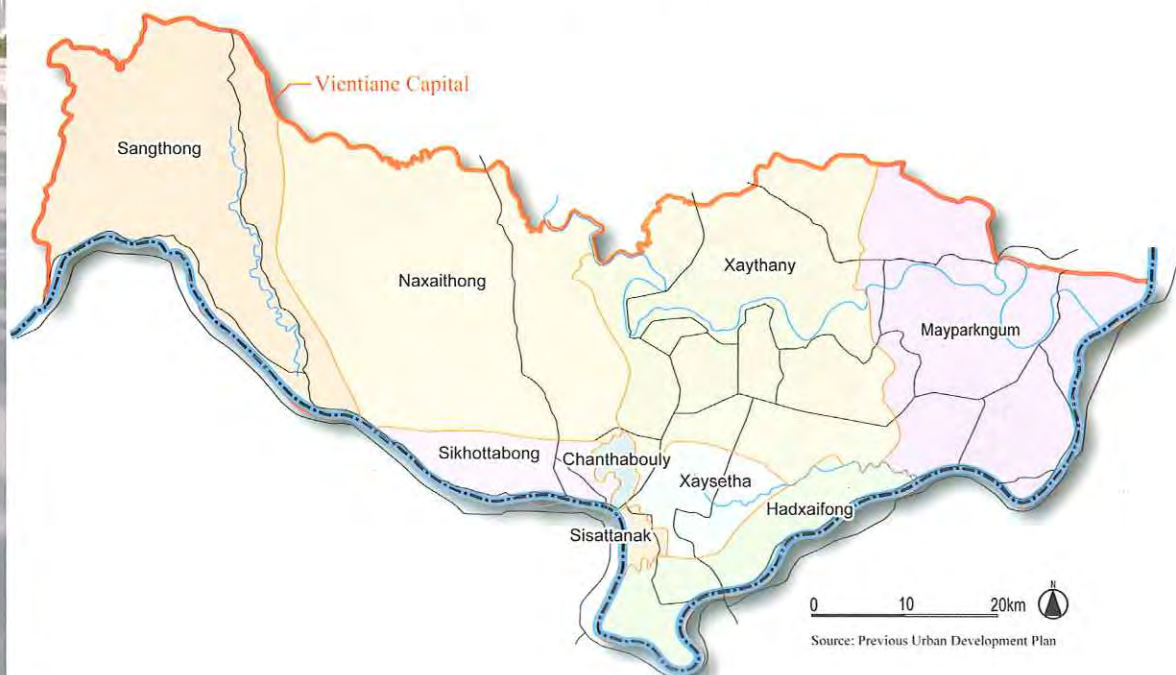 Vientiane Capital
Sangthong
Naxaithong
Xaythany
Mayparkngum
Sikhottabong
Chanthabouly
Xaysetha
Hadxaifong
Sisattanak
0 10 20km
N
Source: Previous Urban Development Plan